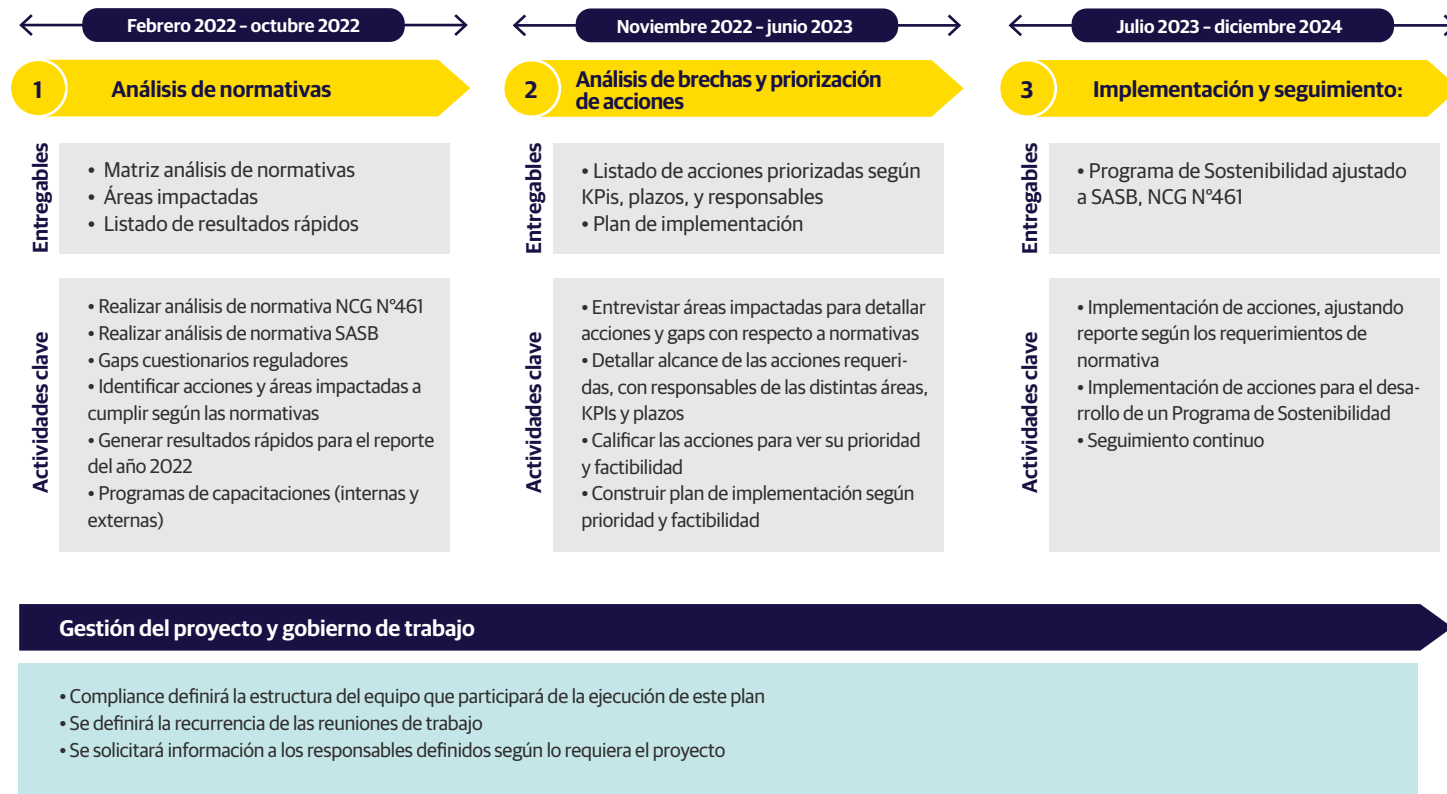 Febrero 2022 – octubre 2022
1
Análisis de normativas
Entregables
• Matriz análisis de normativas
• Áreas impactadas
• Listado de resultados rápidos
Actividades clave
• Realizar análisis de normativa NCG N°461
• Realizar análisis de normativa SASB
• Gaps cuestionarios reguladores
• Identificar acciones y áreas impactadas a
cumplir según las normativas
• Generar resultados rápidos para el reporte
del año 2022
• Programas de capacitaciones (internas y
externas)
Noviembre 2022 – junio 2023
2
Análisis de brechas y priorización
de acciones
Entregables
• Listado de acciones priorizadas según
KPis, plazos, y responsables
• Plan de implementación
Actividades clave
• Entrevistar áreas impactadas para detallar
acciones y gaps con respecto a normativas
• Detallar alcance de las acciones requeri-
das, con responsables de las distintas áreas,
KPIs y plazos
• Calificar las acciones para ver su prioridad
y factibilidad
• Construir plan de implementación según
prioridad y factibilidad
Julio 2023 – diciembre 2024
3
Implementación y seguimiento:
Entregables
• Programa de Sostenibilidad ajustado
a SASB, NCG N°461
Actividades clave
• Implementación de acciones, ajustando
reporte según los requerimientos de
normativa
• Implementación de acciones para el desa-
rrollo de un Programa de Sostenibilidad
• Seguimiento continuo
Gestión del proyecto y gobierno de trabajo
• Compliance definirá la estructura del equipo que participará de la ejecución de este plan
• Se definirá la recurrencia de las reuniones de trabajo
• Se solicitará información a los responsables definidos según lo requiera el proyecto